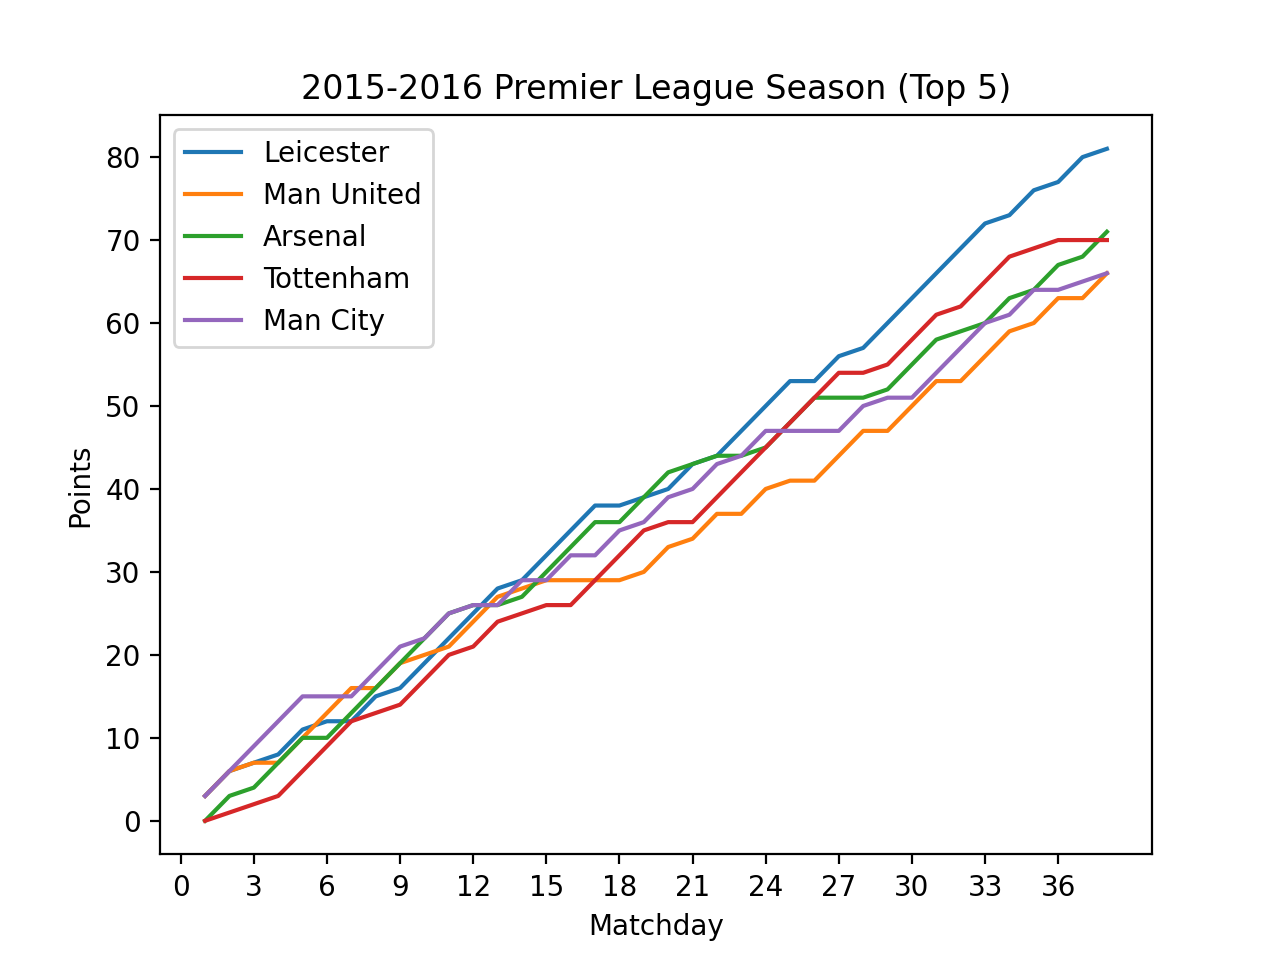 2015-2016 Premier League Season (Top 5)
Leicester
Man United
Arsenal
Tottenham
Man City
80
70
60
50
40
30
20
10
0
Points
0 3 6 9 12 15 18 21 24 27 30 33 36
Matchday